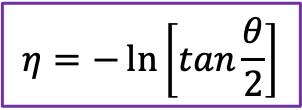 η = − ln [tan θ/2]